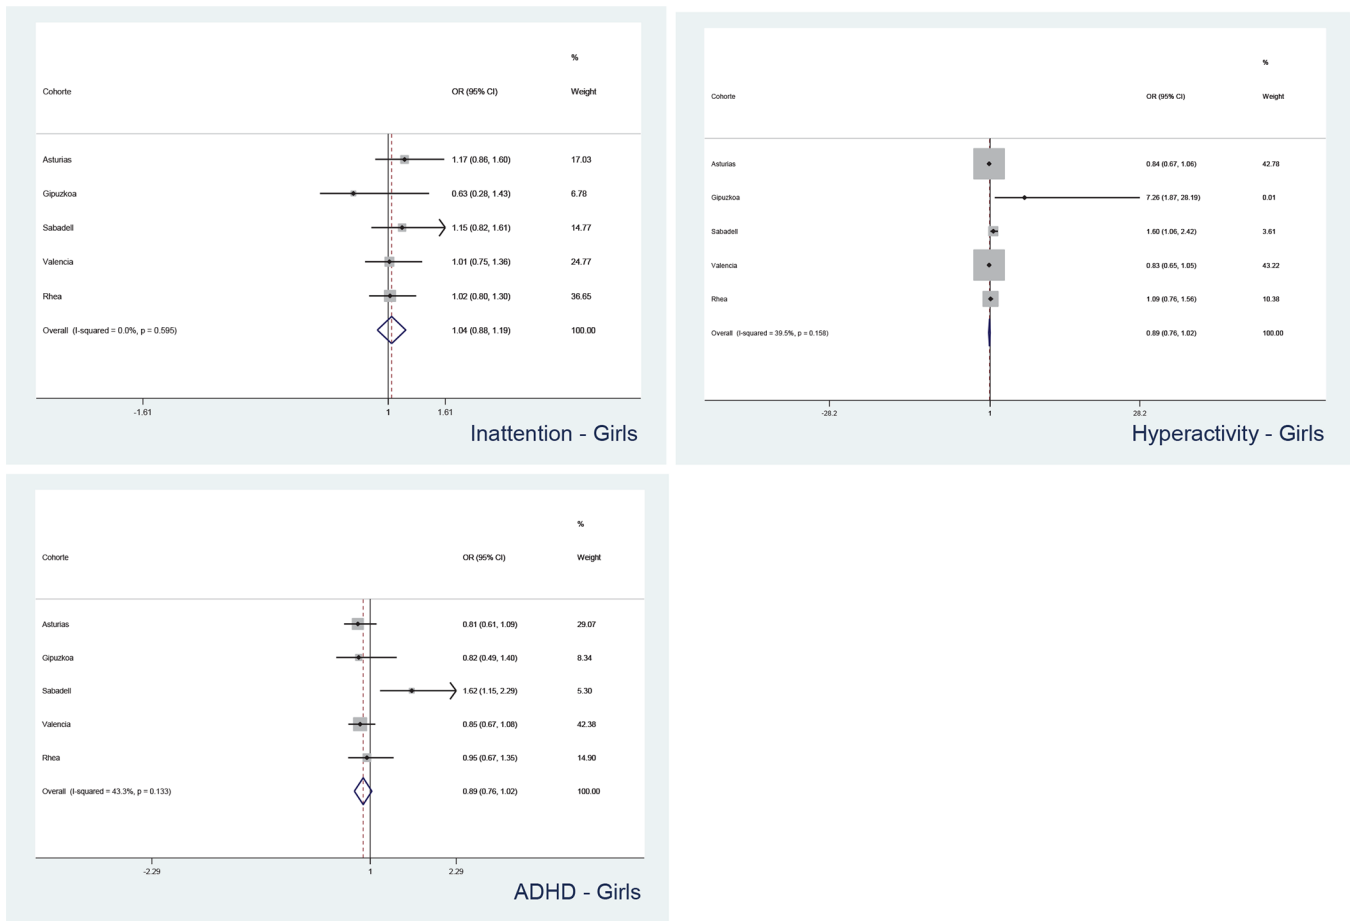 %
Cohorte OR (95% CI) Weight
Asturias 1.17 (0.86, 1.60) 17.03
Gipuzkoa 0.63 (0.28, 1.43) 6.78
Sabadell 1.15 (0.82, 1.61) 14.77
Valencia 1.01 (0.75, 1.36) 24.77
Rhea 1.02 (0.80, 1.30) 36.65
Overall (I-squared = 0.0%, p = 0.595) 1.04 (0.88, 1.19) 100.00
-1.61 1 1.61
Inattention - Girls
%
Cohorte OR (95% CI) Weight
Asturias 0.84 (0.67, 1.06) 42.78
Gipuzkoa 7.26 (1.87, 28.19) 0.01
Sabadell 1.60 (1.06, 2.42) 3.61
Valencia 0.83 (0.65, 1.05) 43.22
Rhea 1.09 (0.76, 1.56) 10.38
Overall (I-squared = 39.5%, p = 0.158) 0.89 (0.76, 1.02) 100.00
-28.2 1 28.2
Hyperactivity - Girls
%
Cohorte OR (95% CI) Weight
Asturias 0.81 (0.61, 1.09) 29.07
Gipuzkoa 0.82 (0.49, 1.40) 8.34
Sabadell 1.62 (1.15, 2.29) 5.30
Valencia 0.85 (0.67, 1.08) 42.38
Rhea 0.95 (0.67, 1.35) 14.90
Overall (I-squared = 43.3%, p = 0.133) 0.89 (0.76, 1.02) 100.00
-2.29 1 2.29
ADHD - Girls